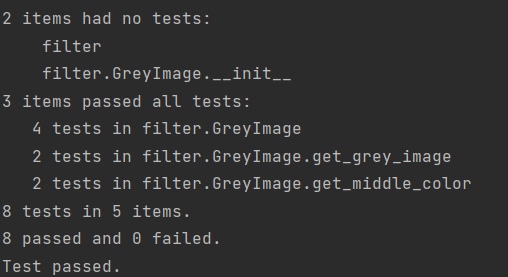 2 items had no tests:
    filter
    filter.GreyImage.__init__
3 items passed all tests:
   4 tests in filter.GreyImage
   2 tests in filter.GreyImage.get_grey_image
   2 tests in filter.GreyImage.get_middle_color
8 tests in 5 items.
8 passed and 0 failed.
Test passed.